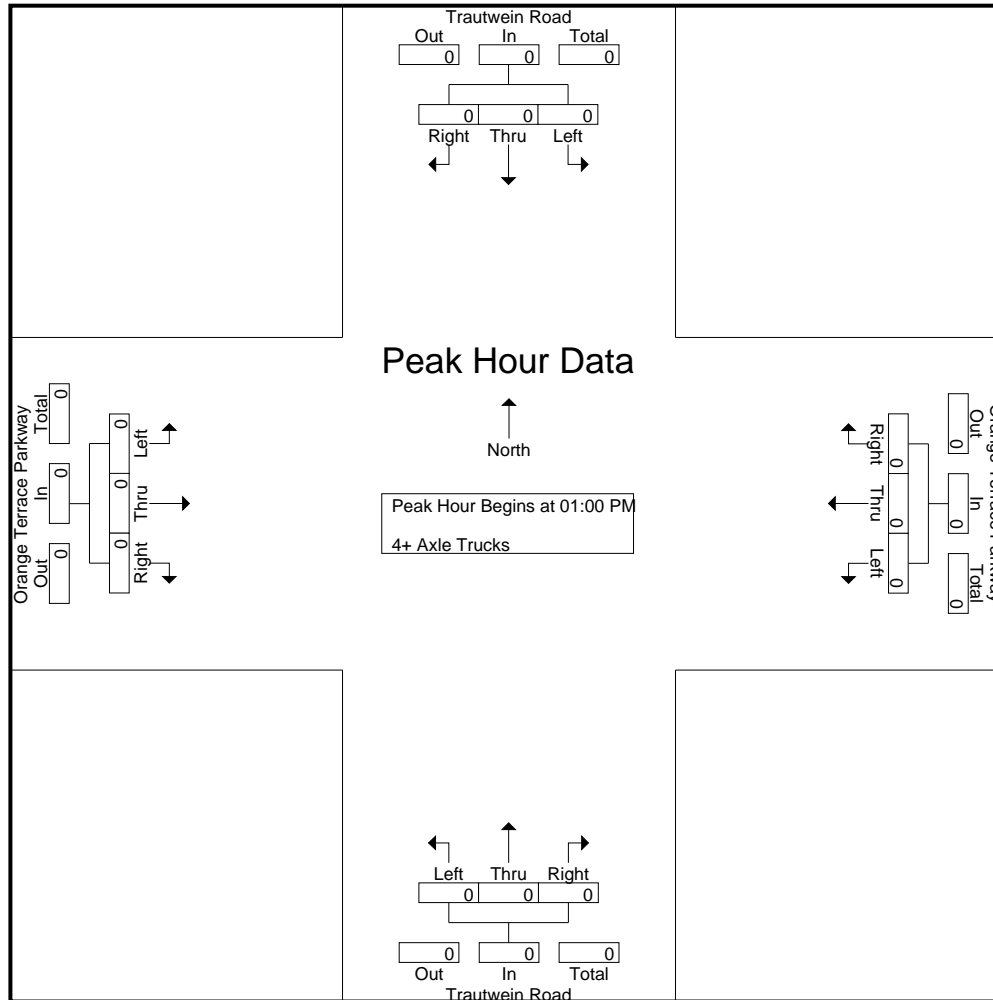 Trautwein Road
Out In Total
0 0 0
0 0 0
Right Thru Left
Peak Hour Data
North
Peak Hour Begins at 01:00 PM
4+ Axle Trucks
Orange Terrace Parkway
Total In Out
0 0 0
0 0 0
Left Thru Right
Right Thru Left
0 0 0
0 0 0
Out In Total
Orange Terrace Parkway
Left Thru Right
0 0 0
0 0 0
Out In Total
Trautwein Road